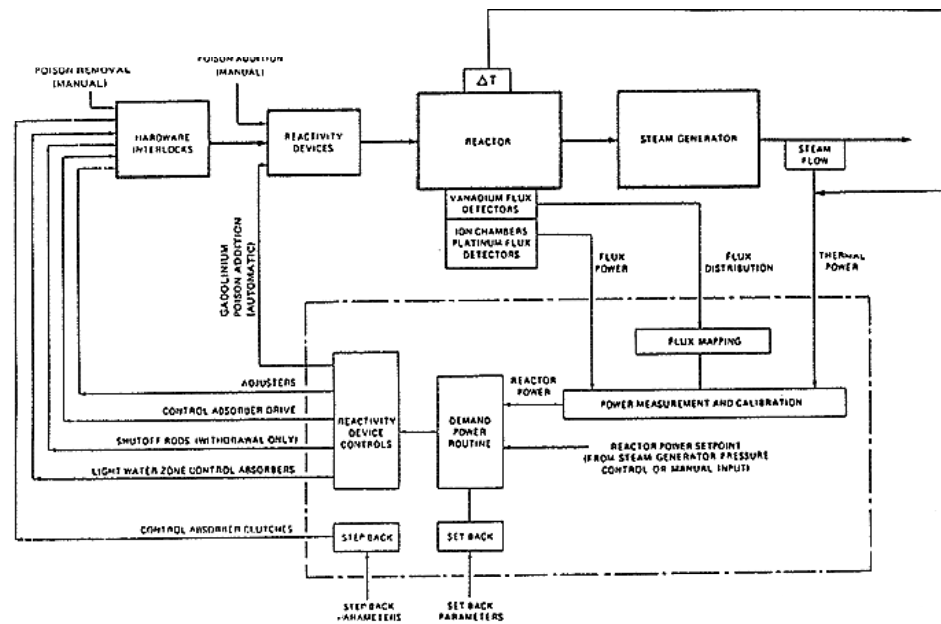 POISON REMOVAL
(MANUAL)
POISON ADDITION
(MANUAL)
ΔT
HARDWARE
INTERLOCKS
REACTIVITY
DEVICES
REACTOR
STEAM GENERATOR
STEAM
FLOW
VANADIUM FLUX
DETECTORS
ION CHAMBERS
PLATINUM FLUX
DETECTORS
GADOLINIUM
POISON ADDITION
(AUTOMATIC)
FLUX
POWER
FLUX
DISTRIBUTION
THERMAL
POWER
FLUX MAPPING
ADJUSTERS
REACTOR
POWER
POWER MEASUREMENT AND CALIBRATION
CONTROL ABSORBER DRIVE
REACTIVITY
DEVICE
CONTROLS
DEMAND
POWER
ROUTINE
SHUTOFF RODS (WITHDRAWAL ONLY)
REACTOR POWER SETPOINT
(FROM STEAM GENERATOR PRESSURE
CONTROL OR MANUAL INPUT)
LIGHT WATER ZONE CONTROL ABSORBERS
CONTROL ABSORBER CLUTCHES
STEP BACK
SET BACK
STEP BACK
PARAMETERS
SET BACK
PARAMETERS